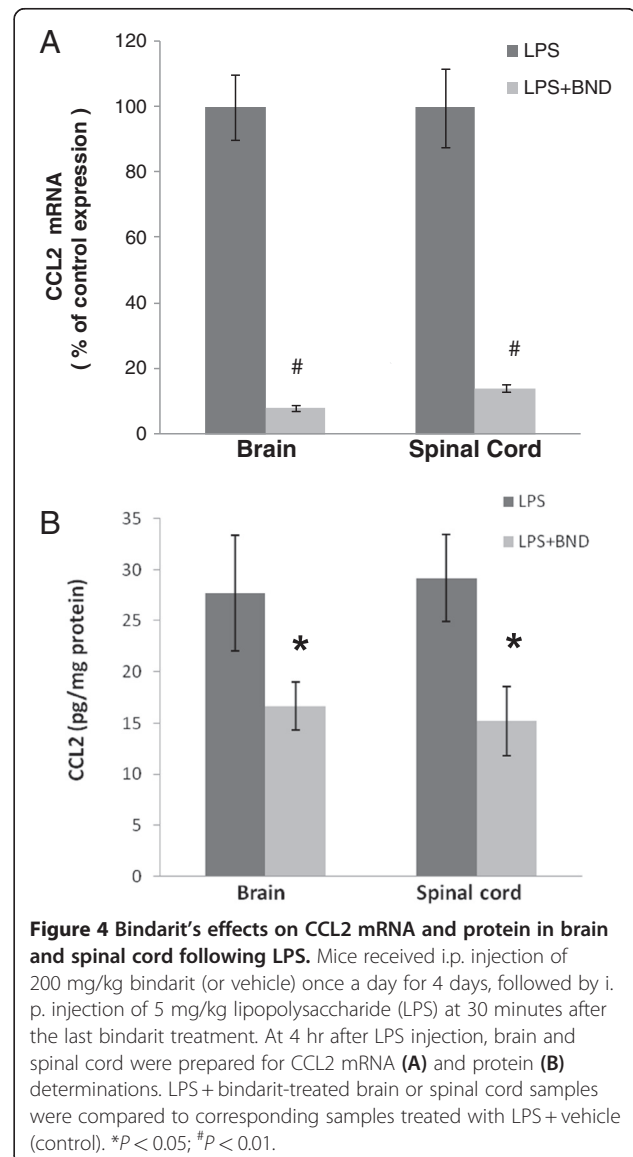 A
LPS
LPS+BND
CCL2 mRNA
( % of control expression )
120
100
80
60
40
20
0
#
#
Brain
Spinal Cord
B
LPS
LPS+BND
CCL2 (pg/mg protein)
35
30
25
20
15
10
5
0
*
*
Brain
Spinal cord
Figure 4 Bindarit's effects on CCL2 mRNA and protein in brain
and spinal cord following LPS. Mice received i.p. injection of
200 mg/kg bindarit (or vehicle) once a day for 4 days, followed by i.
p. injection of 5 mg/kg lipopolysaccharide (LPS) at 30 minutes after
the last bindarit treatment. At 4 hr after LPS injection, brain and
spinal cord were prepared for CCL2 mRNA (A) and protein (B)
determinations. LPS + bindarit-treated brain or spinal cord samples
were compared to corresponding samples treated with LPS + vehicle
(control). *P < 0.05; #P < 0.01.